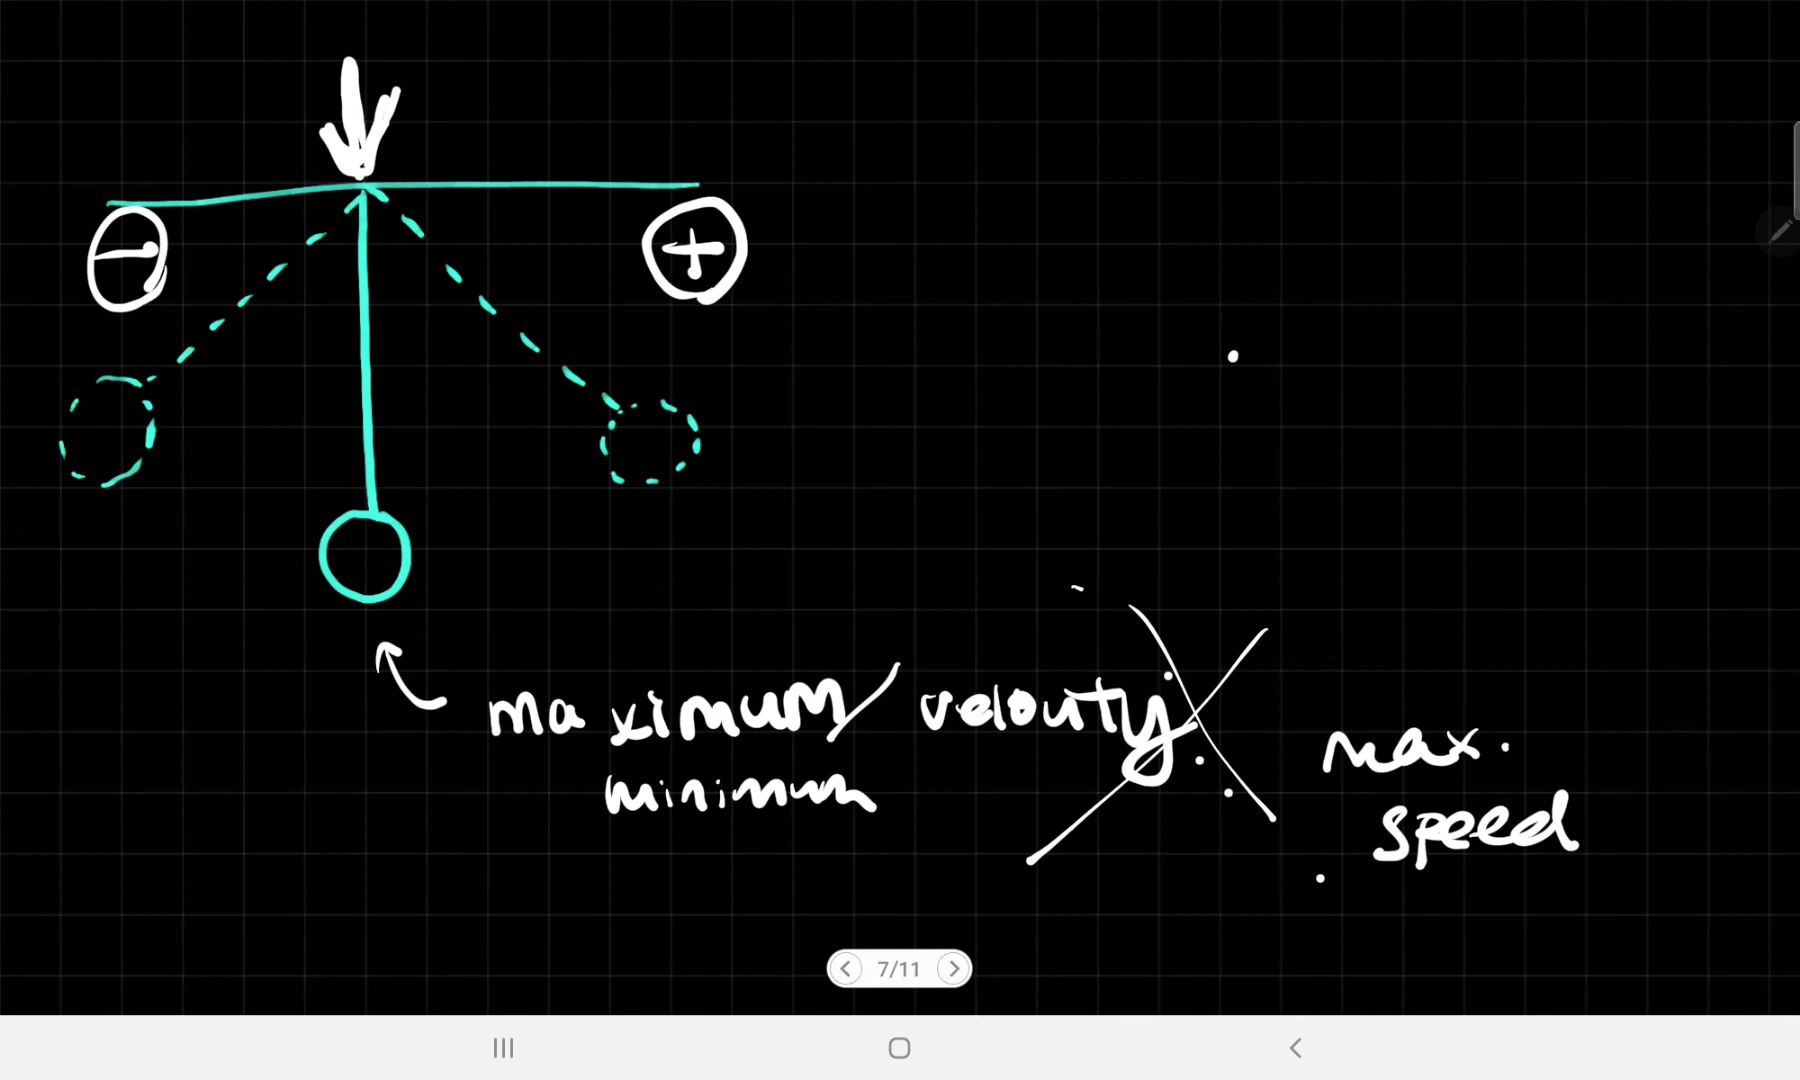 −
+
maximum/ velocity
minimum
max.
speed
7/11